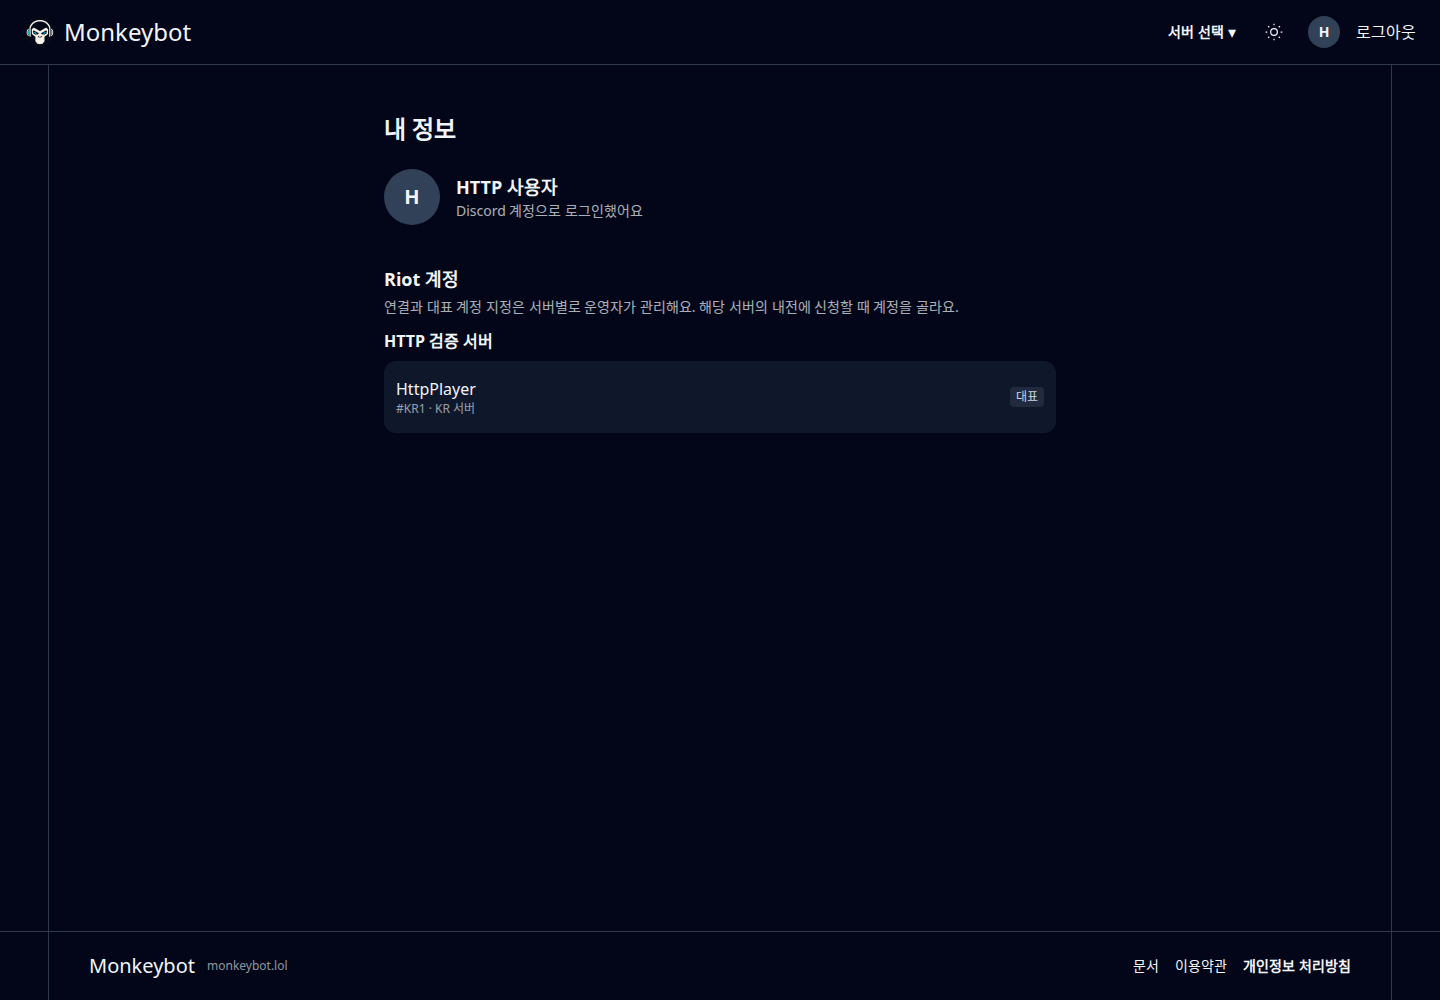 Monkeybot
서버 선택 ▾
H
로그아웃
내 정보
H
HTTP 사용자
Discord 계정으로 로그인했어요
Riot 계정
연결과 대표 계정 지정은 서버별로 운영자가 관리해요. 해당 서버의 내전에 신청할 때 계정을 골라요.
HTTP 검증 서버
HttpPlayer
#KR1 · KR 서버
대표
Monkeybot
monkeybot.lol
문서
이용약관
개인정보 처리방침